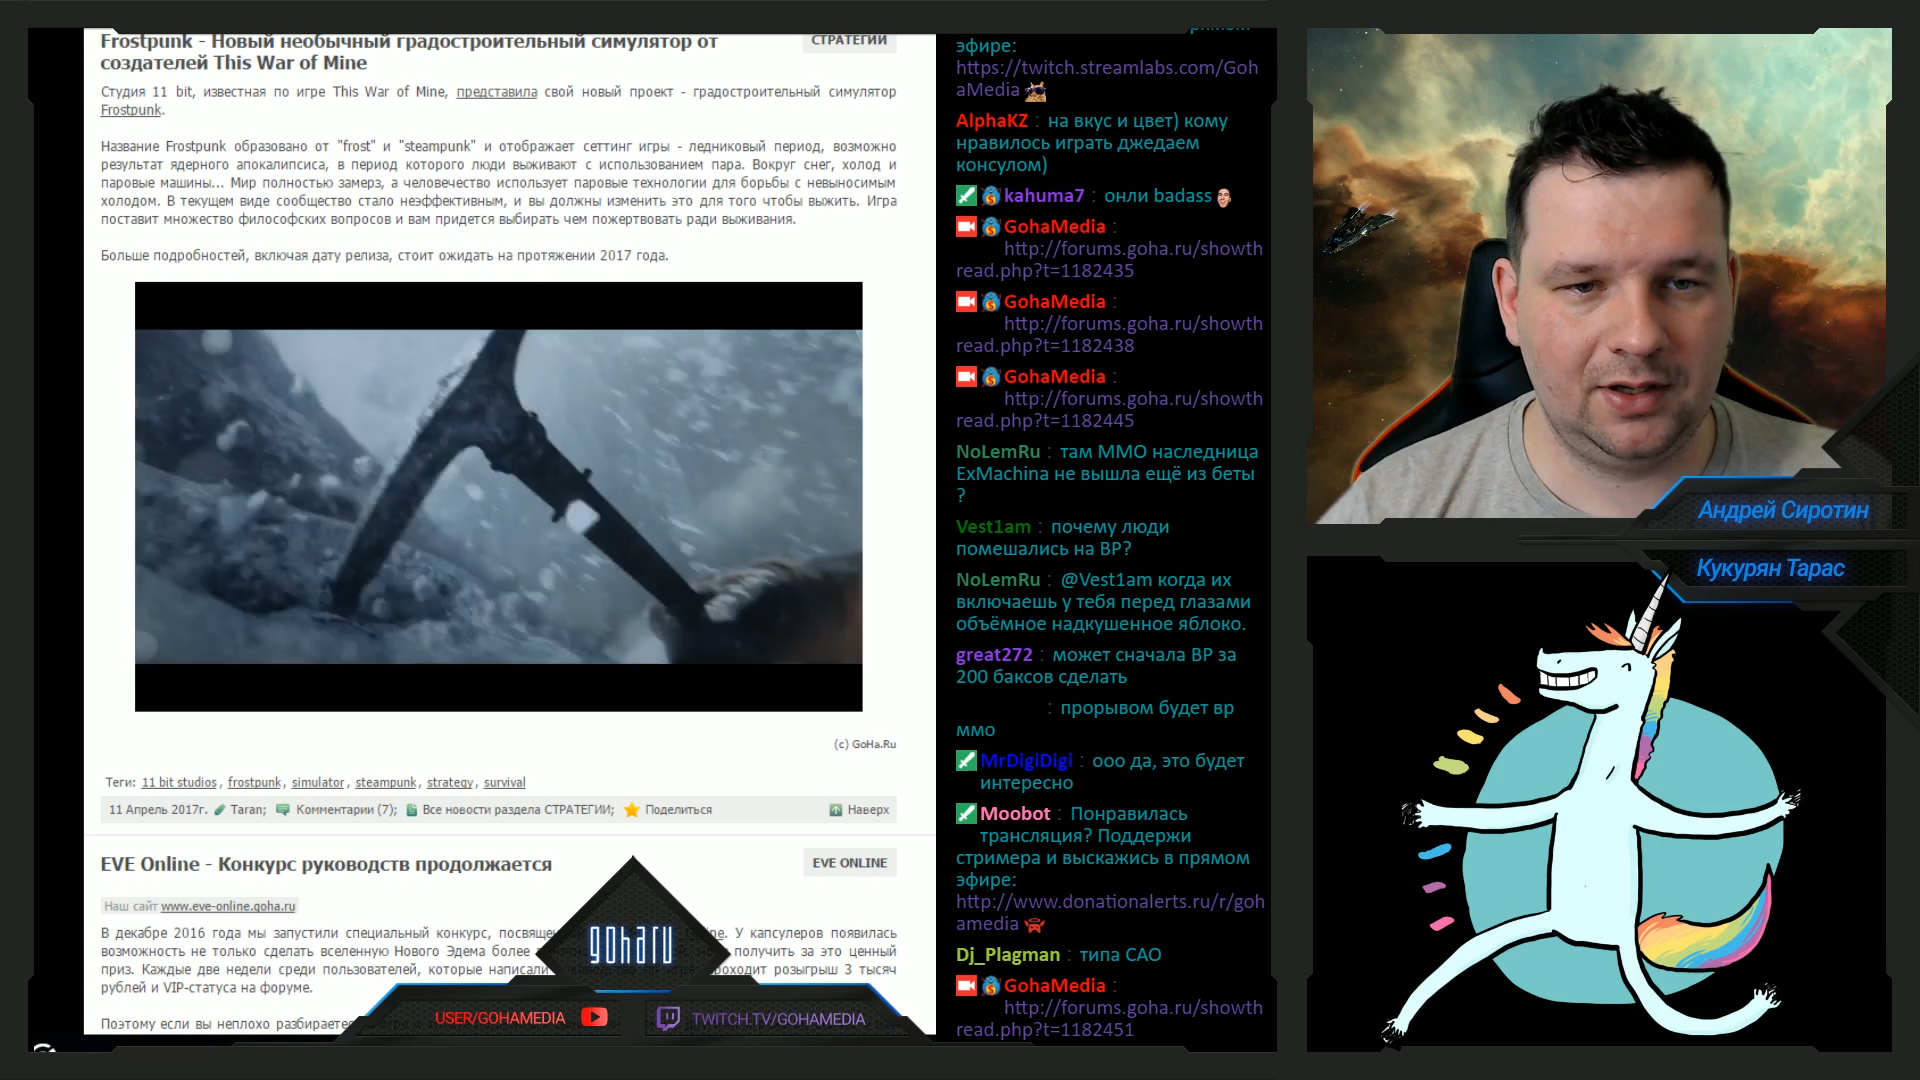 Frostpunk - Новый необычный градостроительный симулятор от
создателей This War of Mine
СТРАТЕГИИ
Студия 11 bit, известная по игре This War of Mine, представила свой новый проект - градостроительный симулятор
Frostpunk.
Название Frostpunk образовано от "frost" и "steampunk" и отображает сеттинг игры - ледниковый период, возможно
результат ядерного апокалипсиса, в период которого люди выживают с использованием пара. Вокруг снег, холод и
паровые машины... Мир полностью замерз, а человечество использует паровые технологии для борьбы с невыносимым
холодом. В текущем виде сообщество стало неэффективным, и вы должны изменить это для того чтобы выжить. Игра
поставит множество философских вопросов и вам придется выбирать чем пожертвовать ради выживания.
Больше подробностей, включая дату релиза, стоит ожидать на протяжении 2017 года.
(c) GoHa.Ru
Теги: 11 bit studios, frostpunk, simulator, steampunk, strategy, survival
11 Апрель 2017г. Taran; Комментарии (7); Все новости раздела СТРАТЕГИИ; Поделиться Наверх
EVE Online - Конкурс руководств продолжается
EVE ONLINE
Наш сайт www.eve-online.goha.ru
В декабре 2016 года мы запустили специальный конкурс, посвящен ne. У капсулеров появилась
возможность не только сделать вселенную Нового Эдема более получить за это ценный
приз. Каждые две недели среди пользователей, которые написали проходит розыгрыш 3 тысяч
рублей и VIP-статуса на форуме.
Поэтому если вы неплохо разбирает
goharu
USER/GOHAMEDIA
TWITCH.TV/GOHAMEDIA
эфире:
https://twitch.streamlabs.com/Goh
aMedia
AlphaKZ : на вкус и цвет) кому
нравилось играть джедаем
консулом)
kahuma7 : онли badass
GohaMedia :
http://forums.goha.ru/showth
read.php?t=1182435
GohaMedia :
http://forums.goha.ru/showth
read.php?t=1182438
GohaMedia :
http://forums.goha.ru/showth
read.php?t=1182445
NoLemRu : там ММО наследница
ExMachina не вышла ещё из беты
?
Vest1am : почему люди
помешались на ВР?
NoLemRu : @Vest1am когда их
включаешь у тебя перед глазами
объёмное надкушенное яблоко.
great272 : может сначала ВР за
200 баксов сделать
: прорывом будет вр
ммо
MrDigiDigi : ооо да, это будет
интересно
Moobot : Понравилась
трансляция? Поддержи
стримера и выскажись в прямом
эфире:
http://www.donationalerts.ru/r/goh
amedia
Dj_Plagman : типа САО
GohaMedia :
http://forums.goha.ru/showth
read.php?t=1182451
Андрей Сиротин
Кукурян Тарас